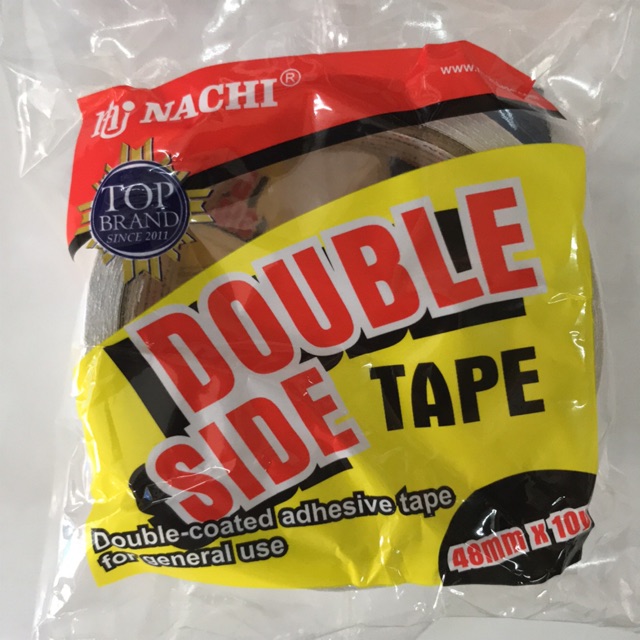 NACHI®
www.
TOP
BRAND
SINCE 2011
DOUBLE
SIDE TAPE
Double-coated adhesive tape
for general use
48mm x 10